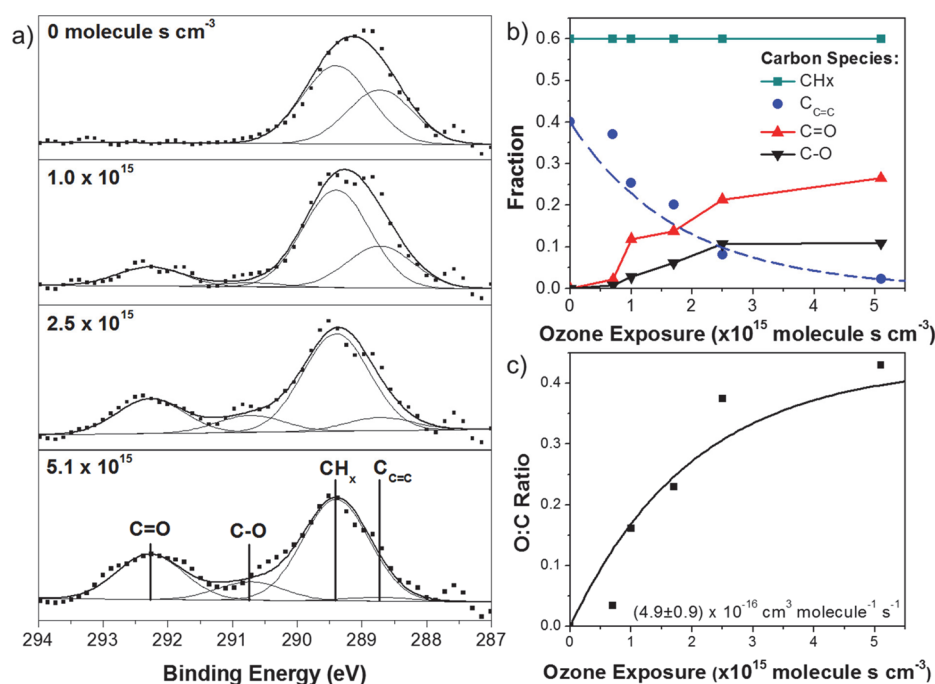 a)
0 molecule s cm⁻³
1.0 x 10¹⁵
2.5 x 10¹⁵
5.1 x 10¹⁵
CHₓ
C_C=C
C=O
C-O
294 293 292 291 290 289 288 287
Binding Energy (eV)
b)
0.6
0.5
0.4
0.3
0.2
0.1
0.0
Fraction
Carbon Species:
CHx
C_C=C
C=O
C-O
0 1 2 3 4 5
Ozone Exposure (x10¹⁵ molecule s cm⁻³)
c)
0.4
0.3
0.2
0.1
0.0
O:C Ratio
(4.9±0.9) x 10⁻¹⁶ cm³ molecule⁻¹ s⁻¹
0 1 2 3 4 5
Ozone Exposure (x10¹⁵ molecule s cm⁻³)